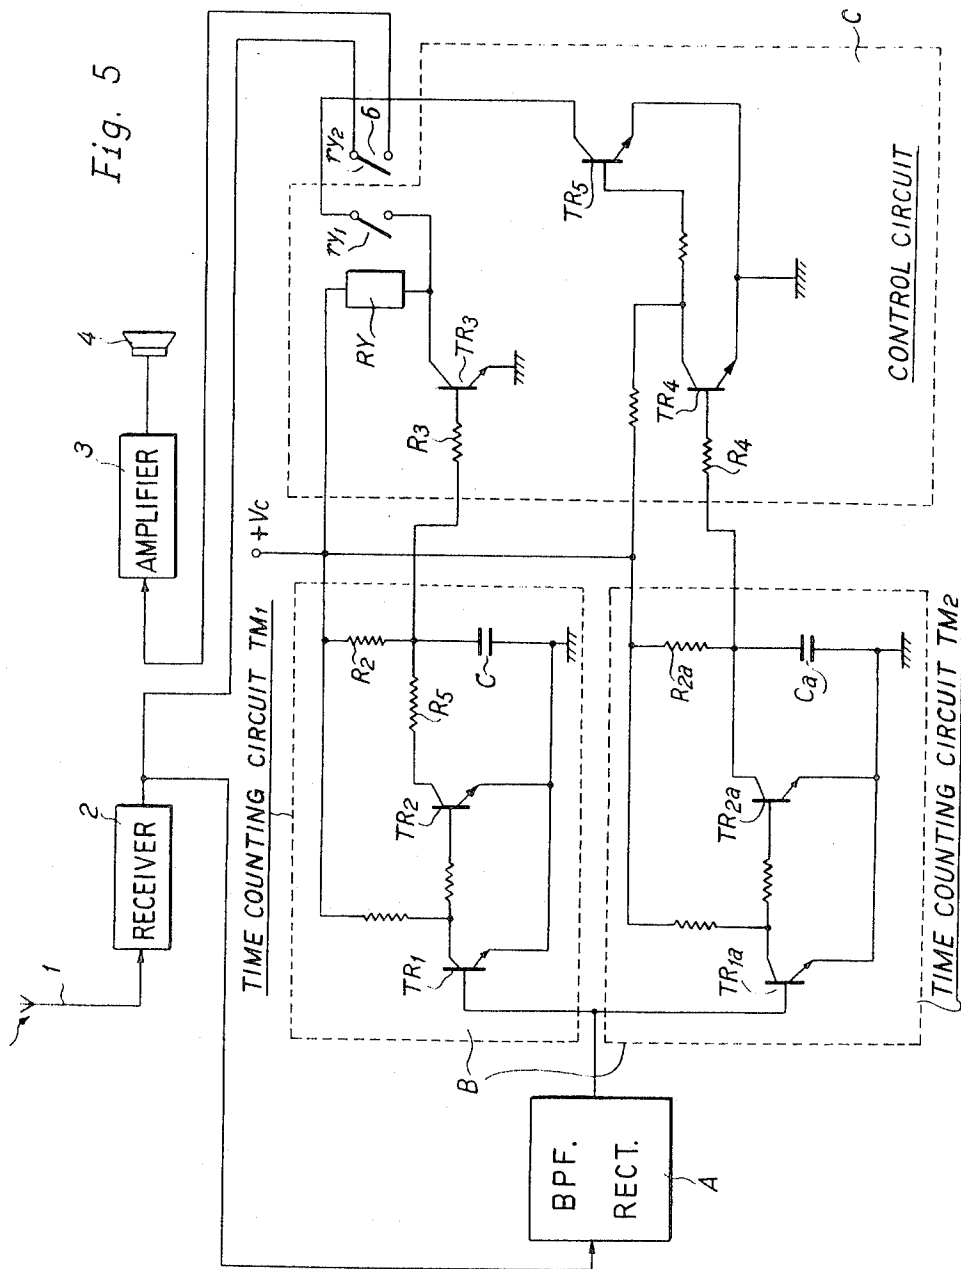 Fig. 5
1
2
RECEIVER
3
AMPLIFIER
4
+Vc
TIME COUNTING CIRCUIT TM1
R2
R5
C
TR2
TR1
B
RY
ry1
ry2
6
R3
TR3
C
TIME COUNTING CIRCUIT TM2
R2a
Ca
TR2a
TR1a
R4
TR4
TR5
CONTROL CIRCUIT
BPF.
RECT.
A